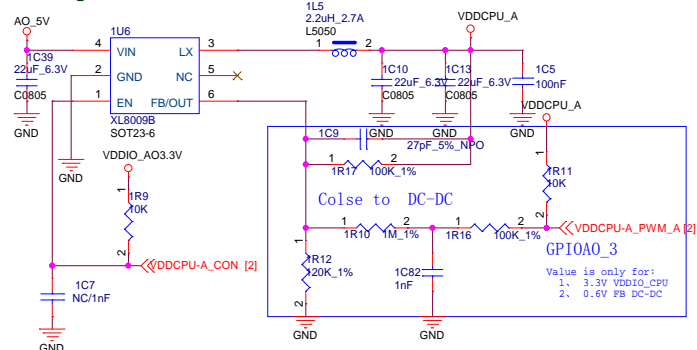 AO_5V
1C39
22uF_6.3V
C0805
GND
1U6
4 VIN LX 3
2 GND NC 5
1 EN FB/OUT 6
XL8009B
SOT23-6
GND
1L5
2.2uH_2.7A
L5050
1 2
VDDCPU_A
1C10
22uF_6.3V
C0805
GND
1C13
22uF_6.3V
C0805
GND
1C5
100nF
GND
VDDIO_AO3.3V
1
1R9
10K
2
VDDCPU-A_CON [2]
1C7
NC/1nF
GND
1C9
27pF_5%_NPO
1 2
1R17 100K_1%
Colse to DC-DC
1 2
1R10 1M_1%
1 2
1R16 100K_1%
VDDCPU_A
1
1R11
10K
2
VDDCPU-A_PWM_A [2]
GPIOAO_3
1
1R12
120K_1%
2
GND
1C82
1nF
GND
Value is only for:
1、 3.3V VDDIO_CPU
2、 0.6V FB DC-DC